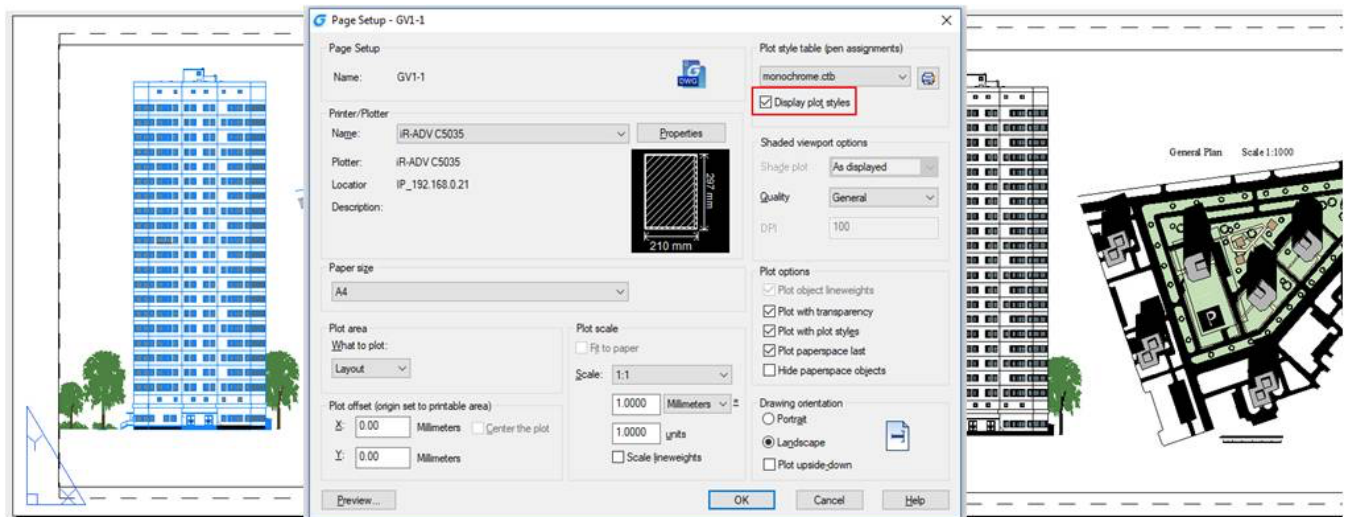 Page Setup - GV1-1
Page Setup
Name: GV1-1
DWG
Printer/Plotter
Name: iR-ADV C5035 Properties
Plotter: iR-ADV C5035
Locatior IP_192.168.0.21
Description:
297 mm
210 mm
Paper size
A4
Plot area
What to plot:
Layout
Plot offset (origin set to printable area)
X: 0.00 Millimeters Center the plot
Y: 0.00 Millimeters
Plot scale
Fit to paper
Scale: 1:1
1.0000 Millimeters =
1.0000 units
Scale lineweights
Plot style table (pen assignments)
monochrome.ctb
Display plot styles
Shaded viewport options
Shade plot As displayed
Quality General
DPI 100
Plot options
Plot object lineweights
Plot with transparency
Plot with plot styles
Plot paperspace last
Hide paperspace objects
Drawing orientation
Portrait
Landscape
Plot upside-down
Preview... OK Cancel Help
General Plan Scale 1:1000
P